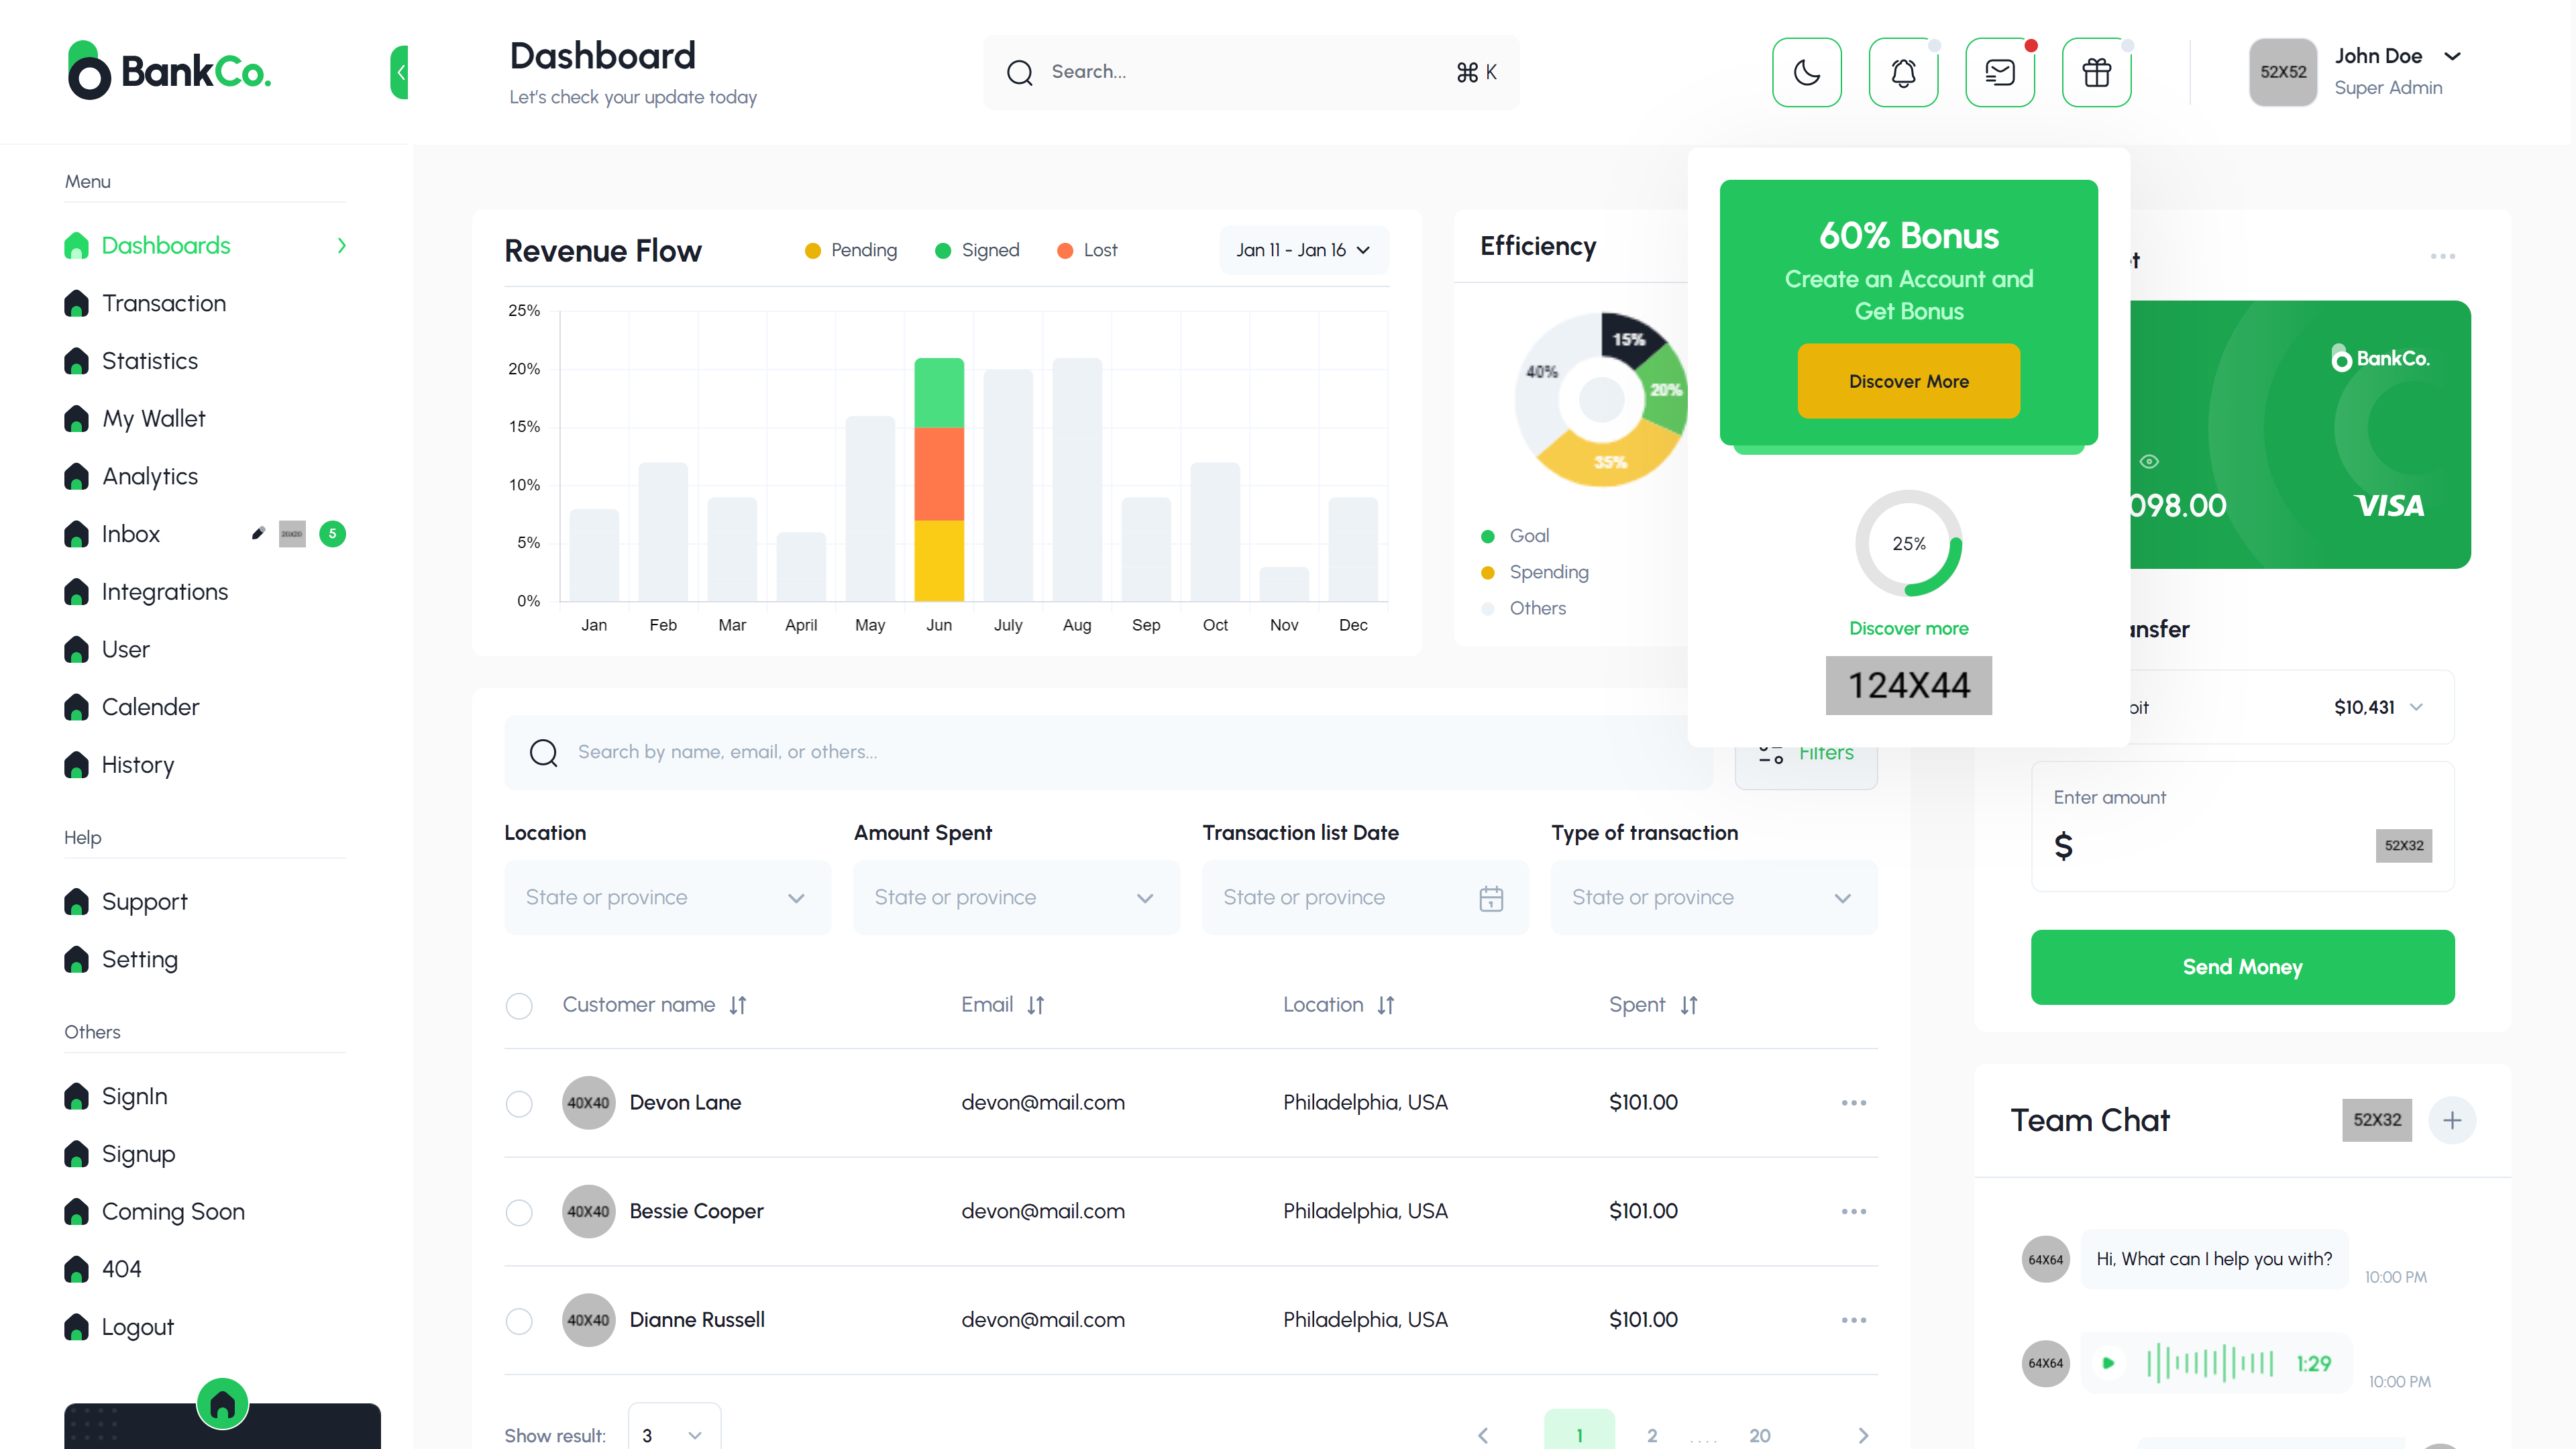 BankCo.
Dashboard
Let's check your update today
Search...
⌘ K
52X52
John Doe
Super Admin
Menu
Dashboards
Transaction
Statistics
My Wallet
Analytics
Inbox
20x20
5
Integrations
User
Calender
History
Help
Support
Setting
Others
SignIn
Signup
Coming Soon
404
Logout
Revenue Flow
Pending
Signed
Lost
Jan 11 - Jan 16
25%
20%
15%
10%
5%
0%
Jan
Feb
Mar
April
May
Jun
July
Aug
Sep
Oct
Nov
Dec
Efficiency
15%
20%
35%
40%
Goal
Spending
Others
60% Bonus
Create an Account and
Get Bonus
Discover More
25%
Discover more
124X44
et
BankCo.
098.00
VISA
ansfer
bit
$10,431
Enter amount
$
52X32
Send Money
Search by name, email, or others...
Filters
Location
Amount Spent
Transaction list Date
Type of transaction
State or province
State or province
State or province
1
State or province
Customer name
Email
Location
Spent
40X40
Devon Lane
devon@mail.com
Philadelphia, USA
$101.00
40X40
Bessie Cooper
devon@mail.com
Philadelphia, USA
$101.00
40X40
Dianne Russell
devon@mail.com
Philadelphia, USA
$101.00
Show result:
3
1
2
....
20
Team Chat
52X32
64X64
Hi, What can I help you with?
10:00 PM
64X64
1:29
10:00 PM